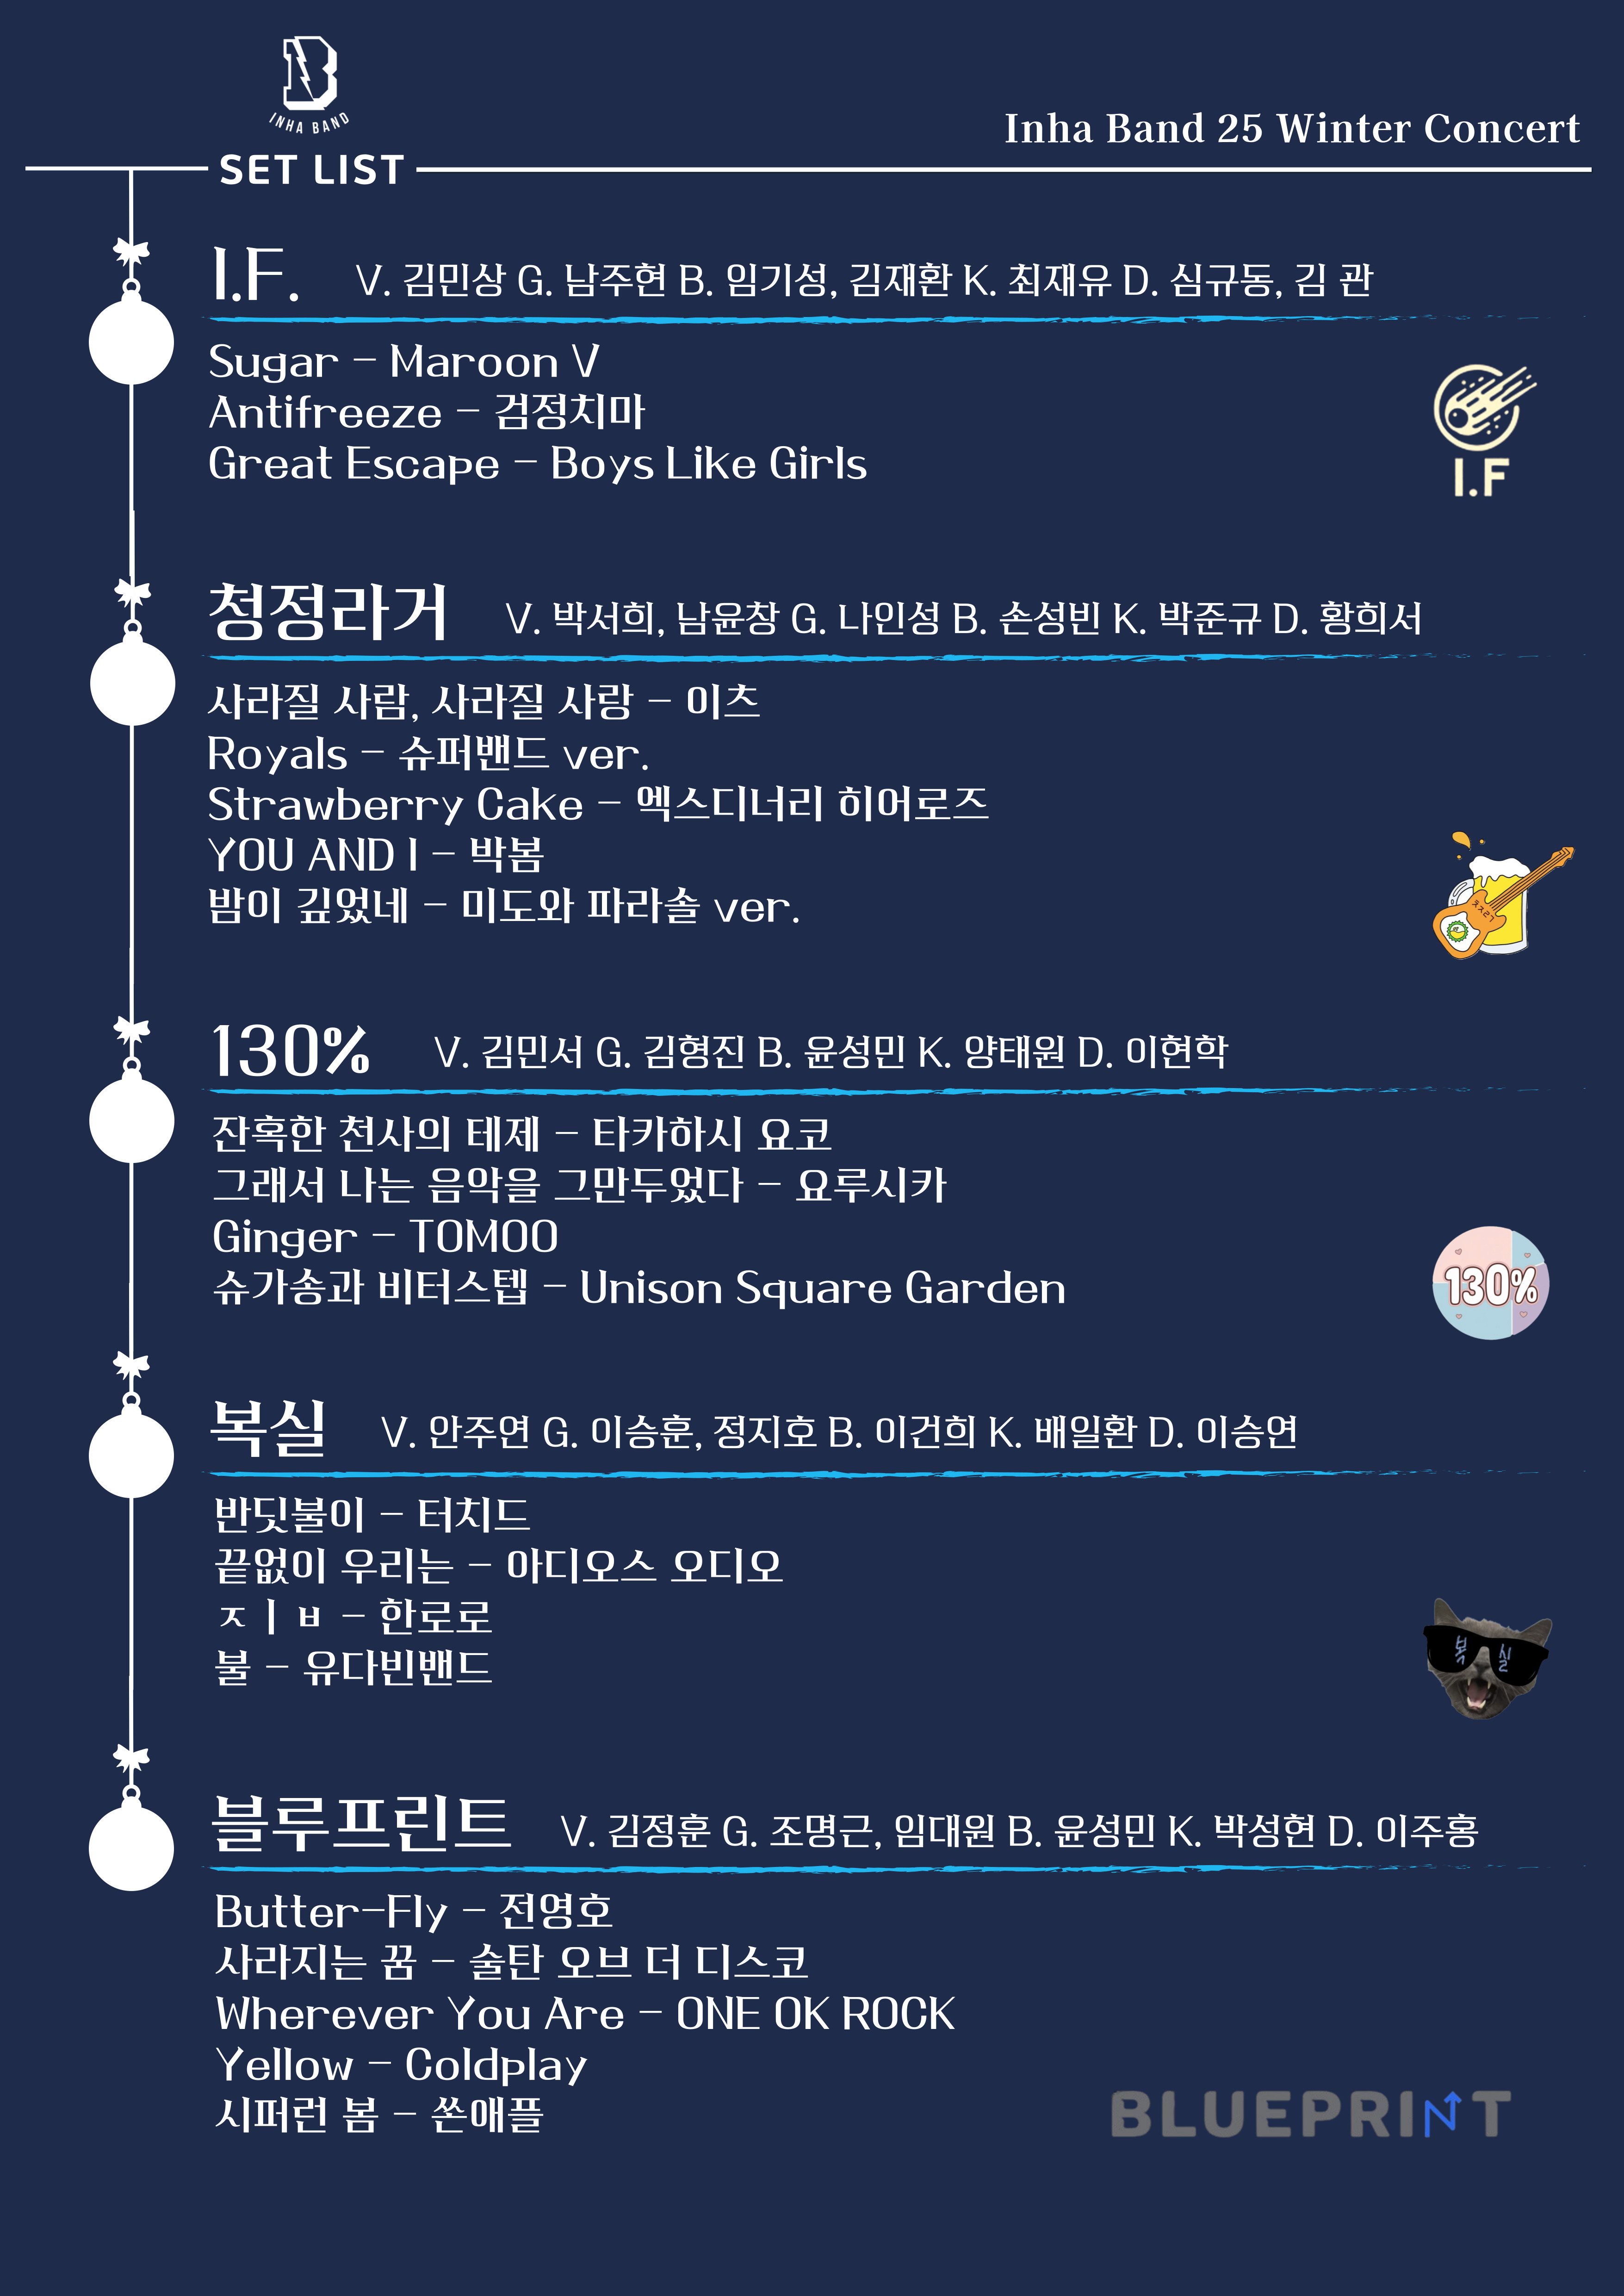 B
INHA BAND
SET LIST
Inha Band 25 Winter Concert
I.F. V. 김민상 G. 남주현 B. 임기성, 김재환 K. 최재유 D. 심규동, 김 관
Sugar - Maroon V
Antifreeze - 검정치마
Great Escape - Boys Like Girls
I.F
청정라거 V. 박서희, 남윤창 G. 나인성 B. 손성빈 K. 박준규 D. 황희서
사라질 사람, 사라질 사랑 - 이츠
Royals - 슈퍼밴드 ver.
Strawberry Cake - 엑스디너리 히어로즈
YOU AND I - 박봄
밤이 깊었네 - 미도와 파라솔 ver.
ㅊㅈㄹㄱ
130% V. 김민서 G. 김형진 B. 윤성민 K. 양태원 D. 이현학
잔혹한 천사의 테제 - 타카하시 요코
그래서 나는 음악을 그만두었다 - 요루시카
Ginger - TOMOO
슈가송과 비터스텝 - Unison Square Garden
130%
복실 V. 안주연 G. 이승훈, 정지호 B. 이건희 K. 배일환 D. 이승연
반딧불이 - 터치드
끝없이 우리는 - 아디오스 오디오
ㅈㅣㅂ - 한로로
불 - 유다빈밴드
복실
블루프린트 V. 김정훈 G. 조명근, 임대원 B. 윤성민 K. 박성현 D. 이주홍
Butter-Fly - 전영호
사라지는 꿈 - 술탄 오브 더 디스코
Wherever You Are - ONE OK ROCK
Yellow - Coldplay
시퍼런 봄 - 쏜애플
BLUEPRINT